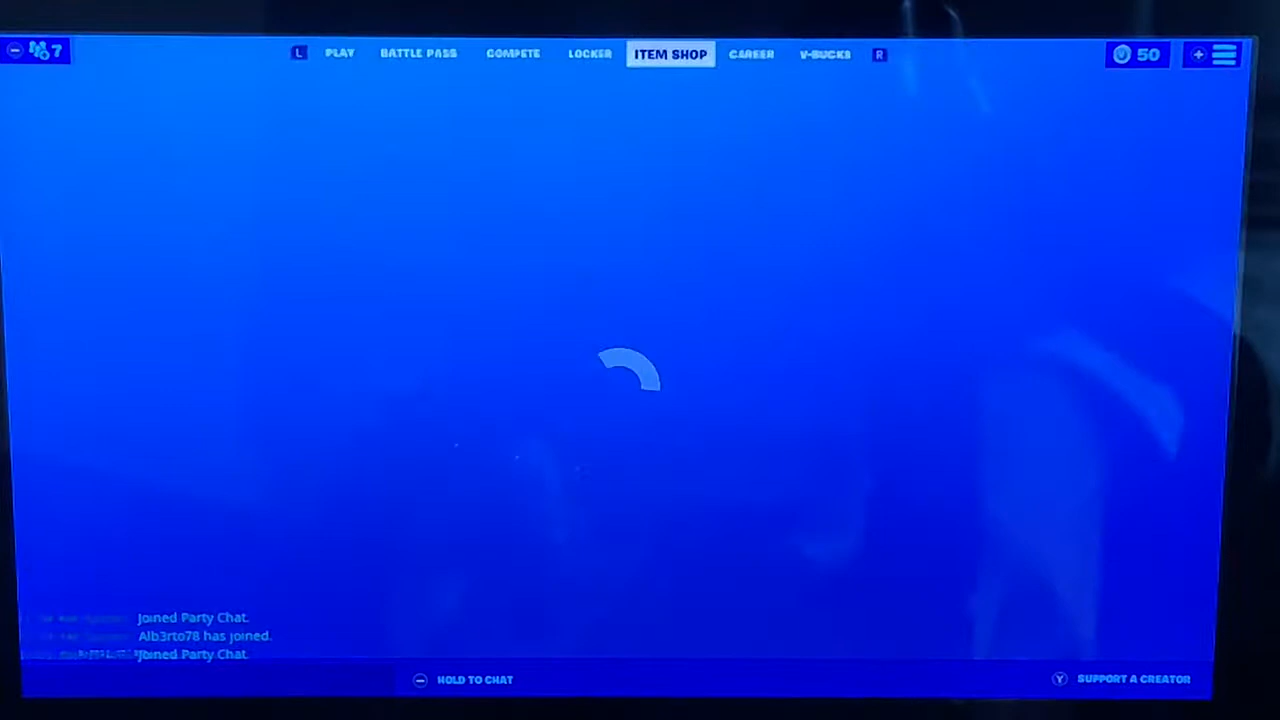 7
L PLAY BATTLE PASS COMPETE LOCKER ITEM SHOP CAREER V-BUCKS R
V 50
Joined Party Chat.
Alb3rto78 has joined.
Joined Party Chat.
HOLD TO CHAT
Y SUPPORT A CREATOR